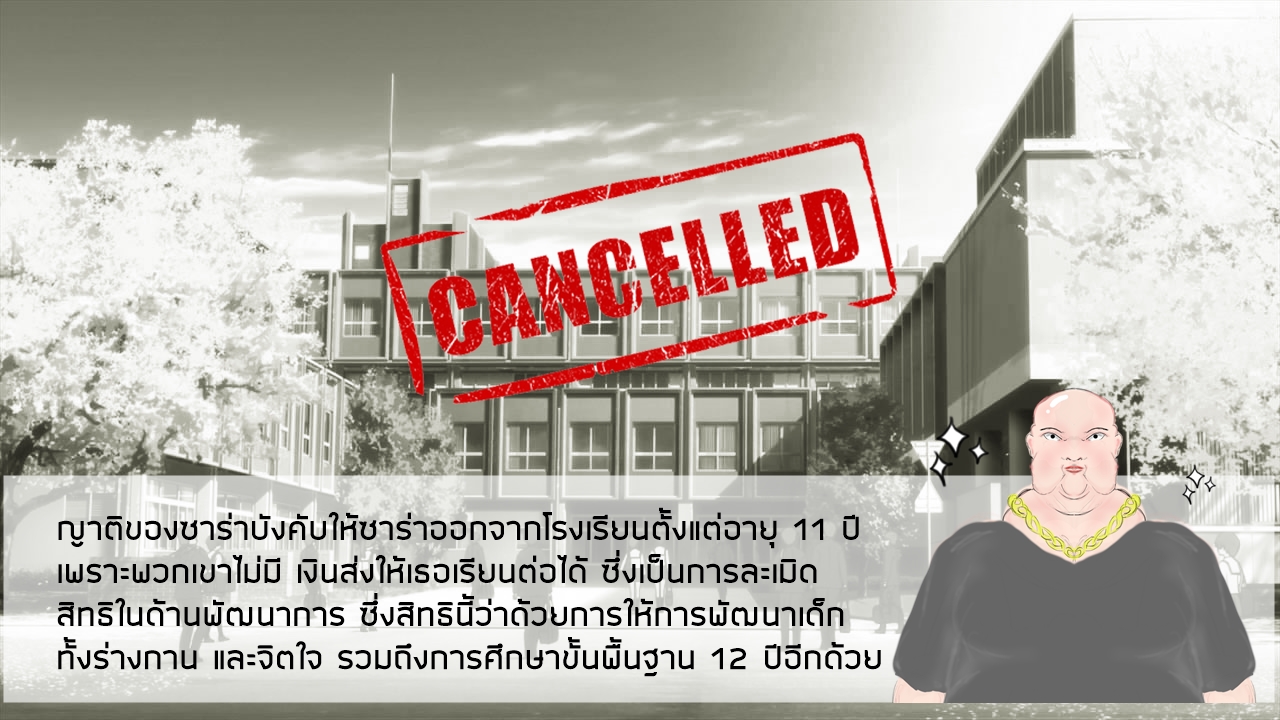 CANCELLED
ญาติของซาร่าบังคับให้ซาร่าออกจากโรงเรียนตั้งแต่อายุ 11 ปี
เพราะพวกเขาไม่มี เงินส่งให้เธอเรียนต่อได้ ซึ่งเป็นการละเมิด
สิทธิในด้านพัฒนาการ ซึ่งสิทธินี้ว่าด้วยการให้การพัฒนาเด็ก
ทั้งร่างกาน และจิตใจ รวมถึงการศึกษาขั้นพื้นฐาน 12 ปีอีกด้วย